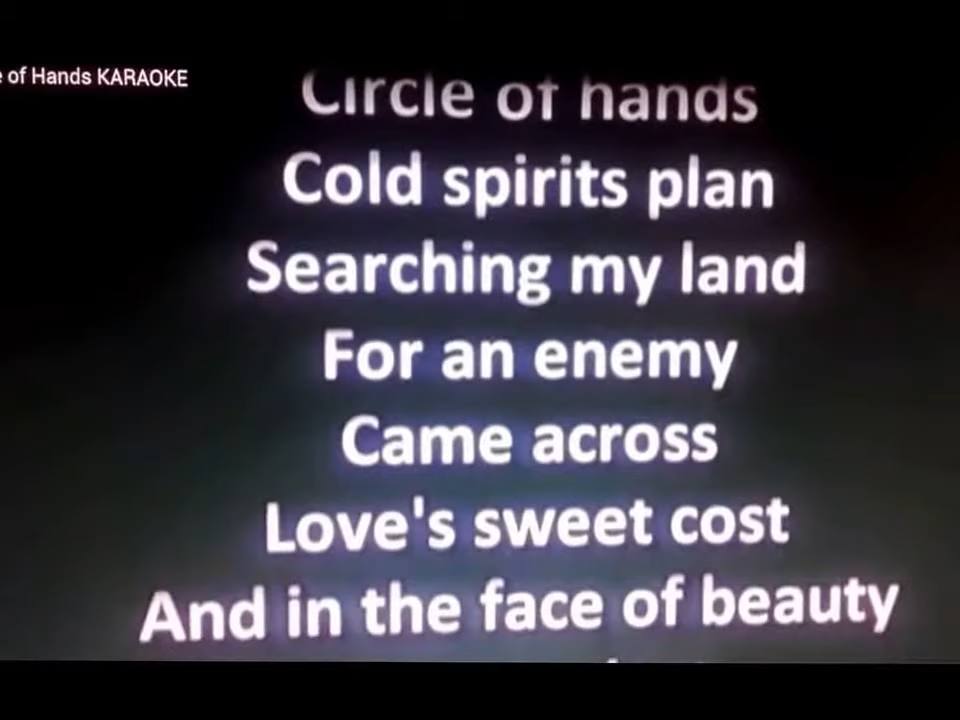 of Hands KARAOKE
Circle of hands
Cold spirits plan
Searching my land
For an enemy
Came across
Love's sweet cost
And in the face of beauty